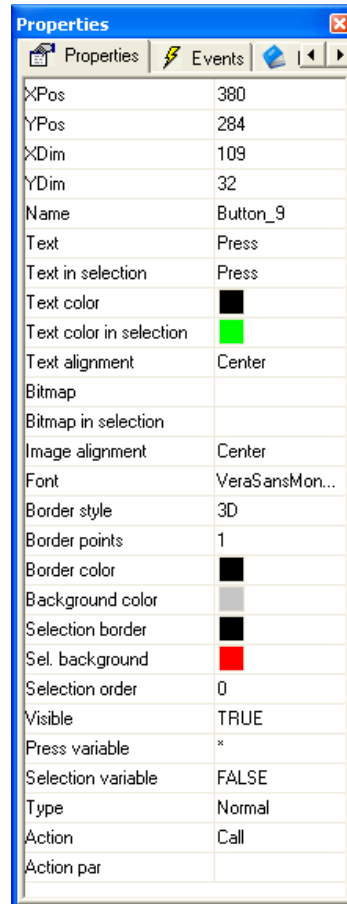 Properties
Properties Events
XPos 380
YPos 284
XDim 109
YDim 32
Name Button_9
Text Press
Text in selection Press
Text color
Text color in selection
Text alignment Center
Bitmap
Bitmap in selection
Image alignment Center
Font VeraSansMon...
Border style 3D
Border points 1
Border color
Background color
Selection border
Sel. background
Selection order 0
Visible TRUE
Press variable *
Selection variable FALSE
Type Normal
Action Call
Action par